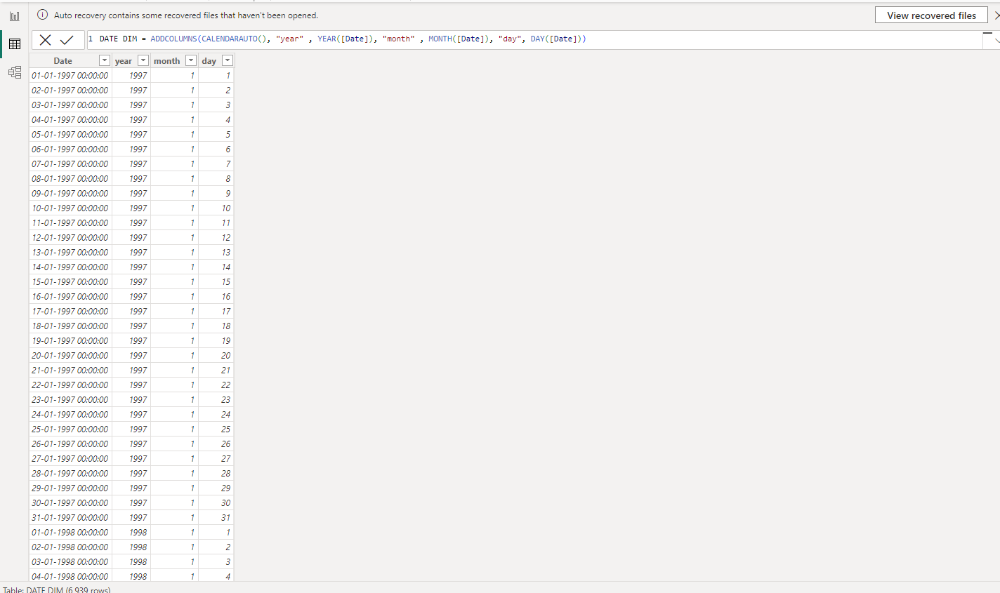 Auto recovery contains some recovered files that haven't been opened.
View recovered files
1 DATE DIM = ADDCOLUMNS(CALENDARAUTO(), "year" , YEAR([Date]), "month" , MONTH([Date]), "day", DAY([Date]))
Date year month day
01-01-1997 00:00:00 1997 1 1
02-01-1997 00:00:00 1997 1 2
03-01-1997 00:00:00 1997 1 3
04-01-1997 00:00:00 1997 1 4
05-01-1997 00:00:00 1997 1 5
06-01-1997 00:00:00 1997 1 6
07-01-1997 00:00:00 1997 1 7
08-01-1997 00:00:00 1997 1 8
09-01-1997 00:00:00 1997 1 9
10-01-1997 00:00:00 1997 1 10
11-01-1997 00:00:00 1997 1 11
12-01-1997 00:00:00 1997 1 12
13-01-1997 00:00:00 1997 1 13
14-01-1997 00:00:00 1997 1 14
15-01-1997 00:00:00 1997 1 15
16-01-1997 00:00:00 1997 1 16
17-01-1997 00:00:00 1997 1 17
18-01-1997 00:00:00 1997 1 18
19-01-1997 00:00:00 1997 1 19
20-01-1997 00:00:00 1997 1 20
21-01-1997 00:00:00 1997 1 21
22-01-1997 00:00:00 1997 1 22
23-01-1997 00:00:00 1997 1 23
24-01-1997 00:00:00 1997 1 24
25-01-1997 00:00:00 1997 1 25
26-01-1997 00:00:00 1997 1 26
27-01-1997 00:00:00 1997 1 27
28-01-1997 00:00:00 1997 1 28
29-01-1997 00:00:00 1997 1 29
30-01-1997 00:00:00 1997 1 30
31-01-1997 00:00:00 1997 1 31
01-01-1998 00:00:00 1998 1 1
02-01-1998 00:00:00 1998 1 2
03-01-1998 00:00:00 1998 1 3
04-01-1998 00:00:00 1998 1 4
Table: DATE DIM (6,939 rows)